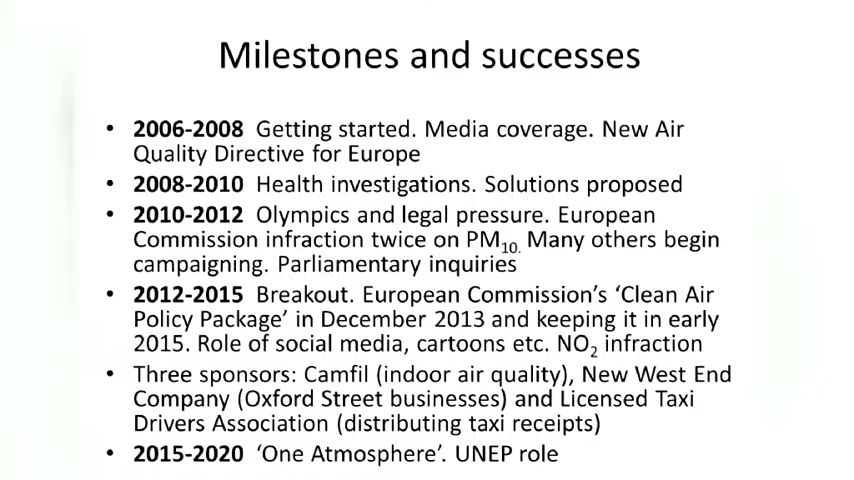 Milestones and successes
• 2006-2008 Getting started. Media coverage. New Air
Quality Directive for Europe
• 2008-2010 Health investigations. Solutions proposed
• 2010-2012 Olympics and legal pressure. European
Commission infraction twice on PM10. Many others begin
campaigning. Parliamentary inquiries
• 2012-2015 Breakout. European Commission’s ‘Clean Air
Policy Package’ in December 2013 and keeping it in early
2015. Role of social media, cartoons etc. NO2 infraction
• Three sponsors: Camfil (indoor air quality), New West End
Company (Oxford Street businesses) and Licensed Taxi
Drivers Association (distributing taxi receipts)
• 2015-2020 ‘One Atmosphere’. UNEP role